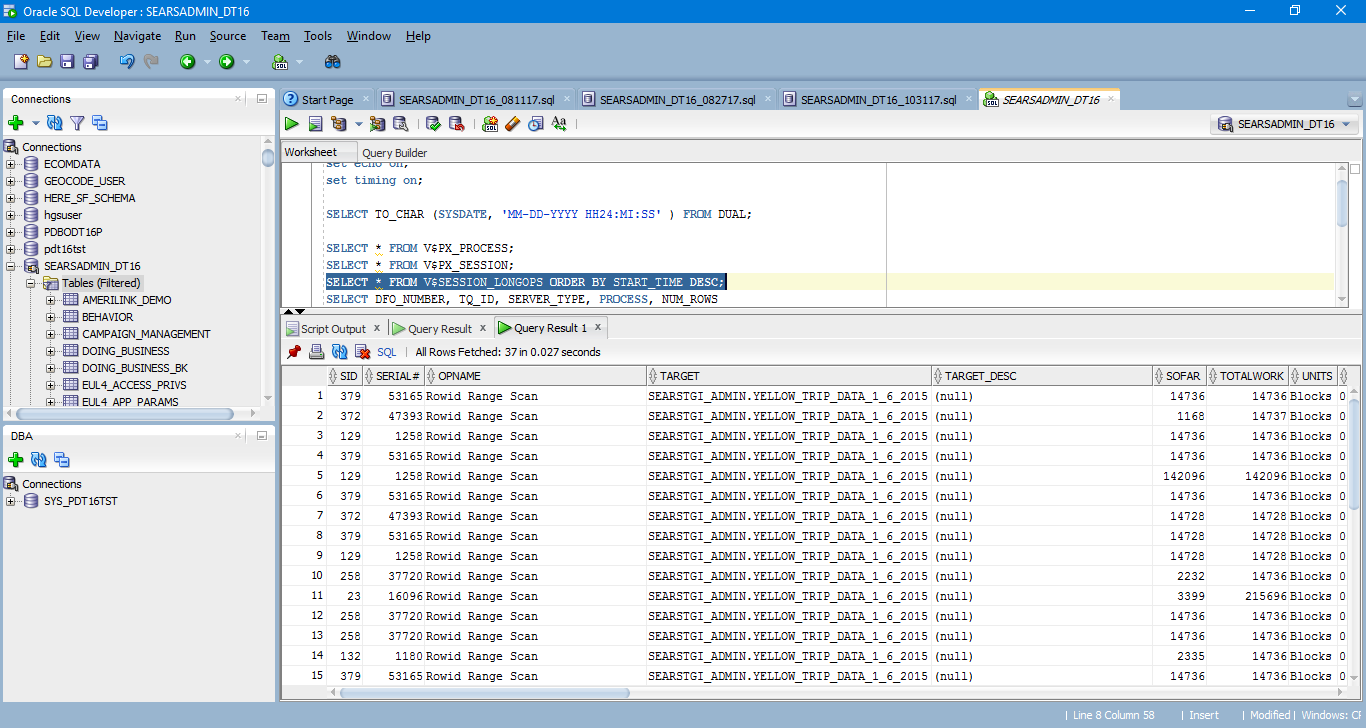 Oracle SQL Developer : SEARSADMIN_DT16
File Edit View Navigate Run Source Team Tools Window Help
Connections
Connections
ECOMDATA
GEOCODE_USER
HERE_SF_SCHEMA
hgsuser
PDBODT16P
pdt16tst
SEARSADMIN_DT16
Tables (Filtered)
AMERILINK_DEMO
BEHAVIOR
CAMPAIGN_MANAGEMENT
DOING_BUSINESS
DOING_BUSINESS_BK
EUL4_ACCESS_PRIVS
EUL4_APP_PARAMS
DBA
Connections
SYS_PDT16TST
Start Page SEARSADMIN_DT16_081117.sql SEARSADMIN_DT16_082717.sql SEARSADMIN_DT16_103117.sql SEARSADMIN_DT16
SEARSADMIN_DT16
Worksheet Query Builder
set echo on;
set timing on;
SELECT TO_CHAR (SYSDATE, 'MM-DD-YYYY HH24:MI:SS' ) FROM DUAL;
SELECT * FROM V$PX_PROCESS;
SELECT * FROM V$PX_SESSION;
SELECT * FROM V$SESSION_LONGOPS ORDER BY START_TIME DESC;
SELECT DFO_NUMBER, TQ_ID, SERVER_TYPE, PROCESS, NUM_ROWS
Script Output Query Result Query Result 1
SQL | All Rows Fetched: 37 in 0.027 seconds
SID SERIAL# OPNAME TARGET TARGET_DESC SOFAR TOTALWORK UNITS
1 379 53165 Rowid Range Scan SEARSTGI_ADMIN.YELLOW_TRIP_DATA_1_6_2015 (null) 14736 14736 Blocks 0
2 372 47393 Rowid Range Scan SEARSTGI_ADMIN.YELLOW_TRIP_DATA_1_6_2015 (null) 1168 14737 Blocks 0
3 129 1258 Rowid Range Scan SEARSTGI_ADMIN.YELLOW_TRIP_DATA_1_6_2015 (null) 14736 14736 Blocks 0
4 379 53165 Rowid Range Scan SEARSTGI_ADMIN.YELLOW_TRIP_DATA_1_6_2015 (null) 14736 14736 Blocks 0
5 129 1258 Rowid Range Scan SEARSTGI_ADMIN.YELLOW_TRIP_DATA_1_6_2015 (null) 142096 142096 Blocks 0
6 379 53165 Rowid Range Scan SEARSTGI_ADMIN.YELLOW_TRIP_DATA_1_6_2015 (null) 14736 14736 Blocks 0
7 372 47393 Rowid Range Scan SEARSTGI_ADMIN.YELLOW_TRIP_DATA_1_6_2015 (null) 14728 14728 Blocks 0
8 379 53165 Rowid Range Scan SEARSTGI_ADMIN.YELLOW_TRIP_DATA_1_6_2015 (null) 14728 14728 Blocks 0
9 129 1258 Rowid Range Scan SEARSTGI_ADMIN.YELLOW_TRIP_DATA_1_6_2015 (null) 14728 14728 Blocks 0
10 258 37720 Rowid Range Scan SEARSTGI_ADMIN.YELLOW_TRIP_DATA_1_6_2015 (null) 2232 14736 Blocks 0
11 23 16096 Rowid Range Scan SEARSTGI_ADMIN.YELLOW_TRIP_DATA_1_6_2015 (null) 3399 215696 Blocks 0
12 258 37720 Rowid Range Scan SEARSTGI_ADMIN.YELLOW_TRIP_DATA_1_6_2015 (null) 14736 14736 Blocks 0
13 258 37720 Rowid Range Scan SEARSTGI_ADMIN.YELLOW_TRIP_DATA_1_6_2015 (null) 14736 14736 Blocks 0
14 132 1180 Rowid Range Scan SEARSTGI_ADMIN.YELLOW_TRIP_DATA_1_6_2015 (null) 2335 14736 Blocks 0
15 379 53165 Rowid Range Scan SEARSTGI_ADMIN.YELLOW_TRIP_DATA_1_6_2015 (null) 14736 14736 Blocks 0
| Line 8 Column 58 | Insert | Modified | Windows: